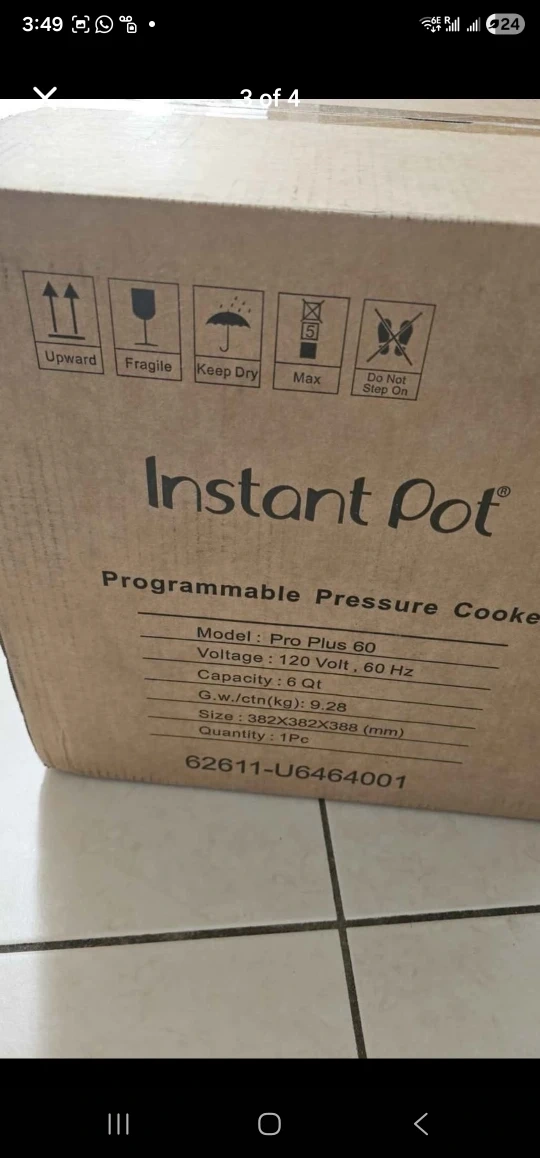 3:49
6E R 24
3 of 4
Upward
Fragile
Keep Dry
5
Max
Do Not
Step On
Instant Pot®
Programmable Pressure Cooke
Model : Pro Plus 60
Voltage : 120 Volt , 60 Hz
Capacity : 6 Qt
G.w./ctn(kg): 9.28
Size : 382X382X388 (mm)
Quantity : 1Pc
62611-U6464001